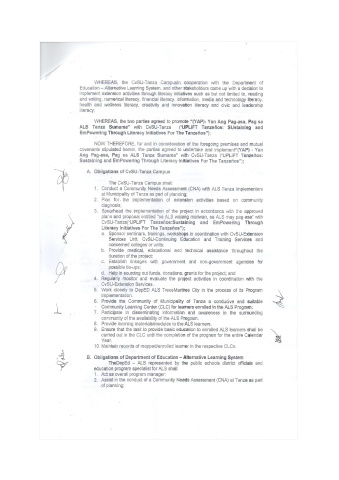 WHEREAS, the CvSU-Tanza Campus in cooperation with the Department of
Education – Alternative Learning System, and other stakeholders came up with a decision to
implement extension activities through literacy initiatives such as but not limited to, reading
and writing, numerical literacy, financial literacy, information, media and technology literacy,
health and wellness literacy, creativity and innovation literacy and civic and leadership
literacy;
WHEREAS, the two parties agreed to promote "(YAP)- Yan Ang Pag-asa, Pag sa
ALS Tanza Sumama" with CvSU-Tanza ("UPLIFT Tanzeños: Sustaining and
EmPowering Through Literacy Initiatives For The Tanzeños");
NOW THEREFORE, for and in consideration of the foregoing premises and mutual
covenants stipulated herein, the parties agreed to undertake and implement "(YAP) - Yan
Ang Pag-asa, Pag sa ALS Tanza Sumama" with CvSU-Tanza ("UPLIFT Tanzeños:
Sustaining and EmPowering Through Literacy Initiatives For The Tanzeños");
A. Obligations of CvSU-Tanza Campus
The CvSU-Tanza Campus shall:
1. Conduct a Community Needs Assessment (CNA) with ALS Tanza Implementers
at Municipality of Tanza as part of planning;
2. Plan for the implementation of extension activities based on community
diagnosis;
3. Spearhead the implementation of the project in accordance with the approved
plans and proposal entitled "sa ALS walang malayo, sa ALS may pag-asa" with
CvSU-Tanza("UPLIFT Tanzeños: Sustaining and EmPowering Through
Literacy Initiatives For The Tanzeños");
a. Sponsor seminars, trainings, workshops in coordination with CvSU-Extension
Services Unit, CvSU-Continuing Education and Training Services and
concerned colleges or units;
b. Provide medical, educational and technical assistance throughout the
duration of the project;
c. Establish linkages with government and non-government agencies for
possible tie-ups;
d. Help in sourcing out funds, donations, grants for the project; and
4. Regularly monitor and evaluate the project activities in coordination with the
CvSU-Extension Services.
5. Work closely to DepED ALS Trece Martires City in the process of its Program
implementation.
6. Provide the Community of Municipality of Tanza a conducive and suitable
Community Learning Center (CLC) for learners enrolled in the ALS Program.
7. Participate in disseminating information and awareness in the surrounding
community of the availability of the ALS Program.
8. Provide learning materials/modules to the ALS learners.
9. Ensure that the task to provide basic education to enrolled ALS learners shall be
carried out in the CLC until the completion of the program for the entire Calendar
Year.
10. Maintain records of mapped/enrolled learner in the respective CLCs.
B. Obligations of Department of Education – Alternative Learning System
The DepEd – ALS represented by the public schools district officials and
education program specialist for ALS shall:
1. Act as overall program manager;
2. Assist in the conduct of a Community Needs Assessment (CNA) at Tanza as part
of planning;